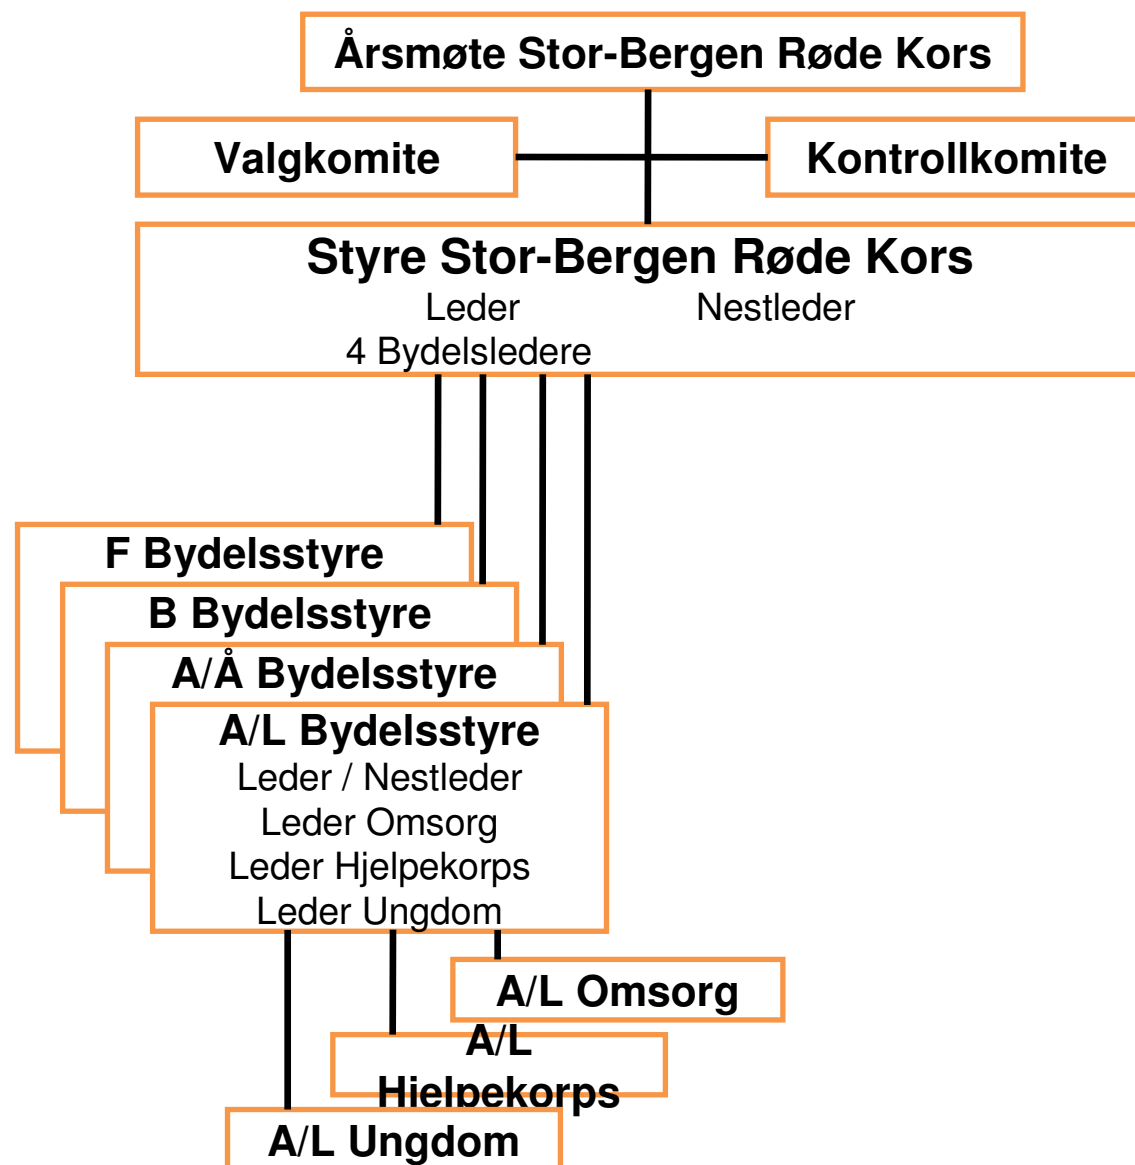 Årsmøte Stor-Bergen Røde Kors
Valgkomite
Kontrollkomite
Styre Stor-Bergen Røde Kors
Leder Nestleder
4 Bydelsledere
F Bydelsstyre
B Bydelsstyre
A/Å Bydelsstyre
A/L Bydelsstyre
Leder / Nestleder
Leder Omsorg
Leder Hjelpekorps
Leder Ungdom
A/L Omsorg
A/L
Hjelpekorps
A/L Ungdom